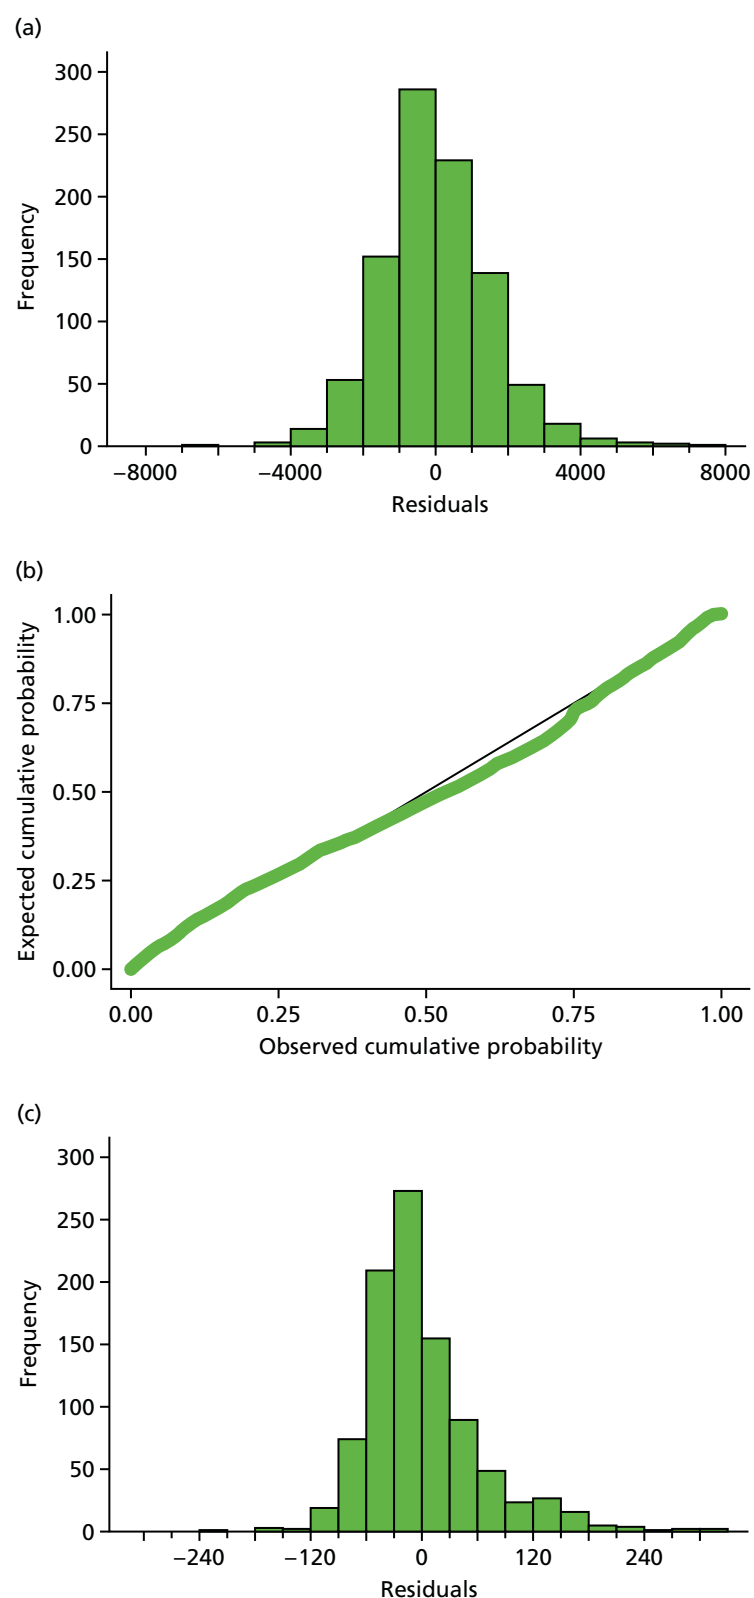 (a)
300
250
200
150
100
50
0
Frequency
−8000 −4000 0 4000 8000
Residuals
(b)
1.00
0.75
0.50
0.25
0.00
Expected cumulative probability
0.00 0.25 0.50 0.75 1.00
Observed cumulative probability
(c)
300
250
200
150
100
50
0
Frequency
−240 −120 0 120 240
Residuals